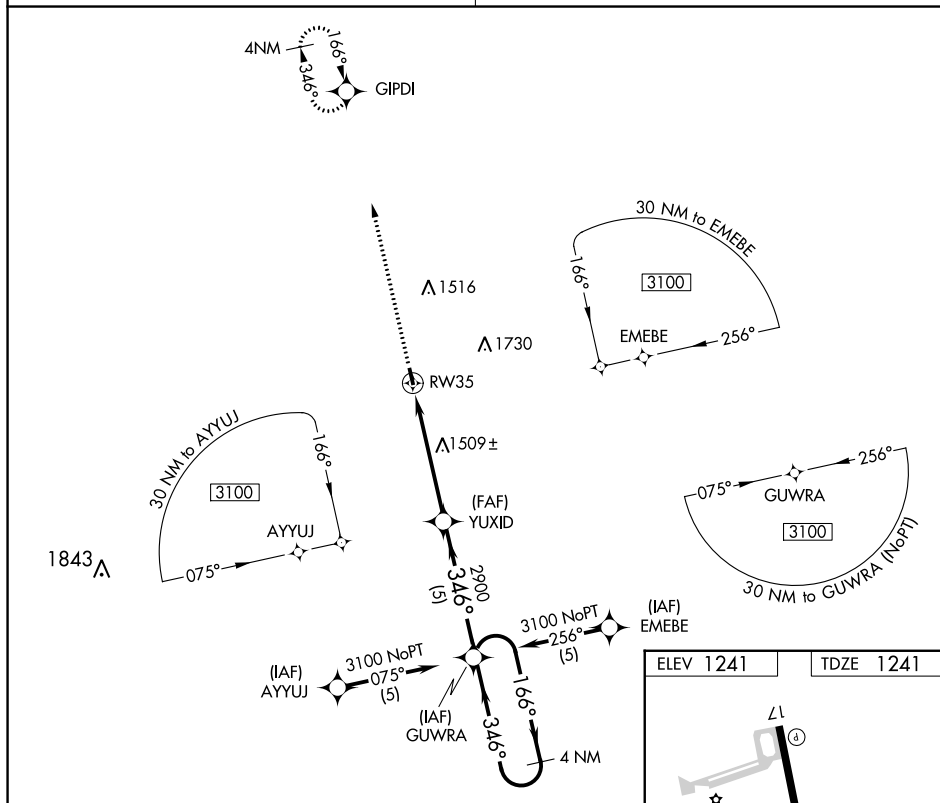 4NM
166°
346°
GIPDI
30 NM to EMEBE
166°
3100
EMEBE
256°
1516
1730
RW35
30 NM to AYYUJ
166°
3100
AYYUJ
075°
1843
1509±
(FAF)
YUXID
256°
075°
GUWRA
3100
30 NM to GUWRA (NoPT)
2900
346°
(5)
3100 NoPT
256°
(5)
(IAF)
EMEBE
3100 NoPT
075°
(5)
(IAF)
AYYUJ
(IAF)
GUWRA
166°
346°
4 NM
ELEV 1241
TDZE 1241
17
P